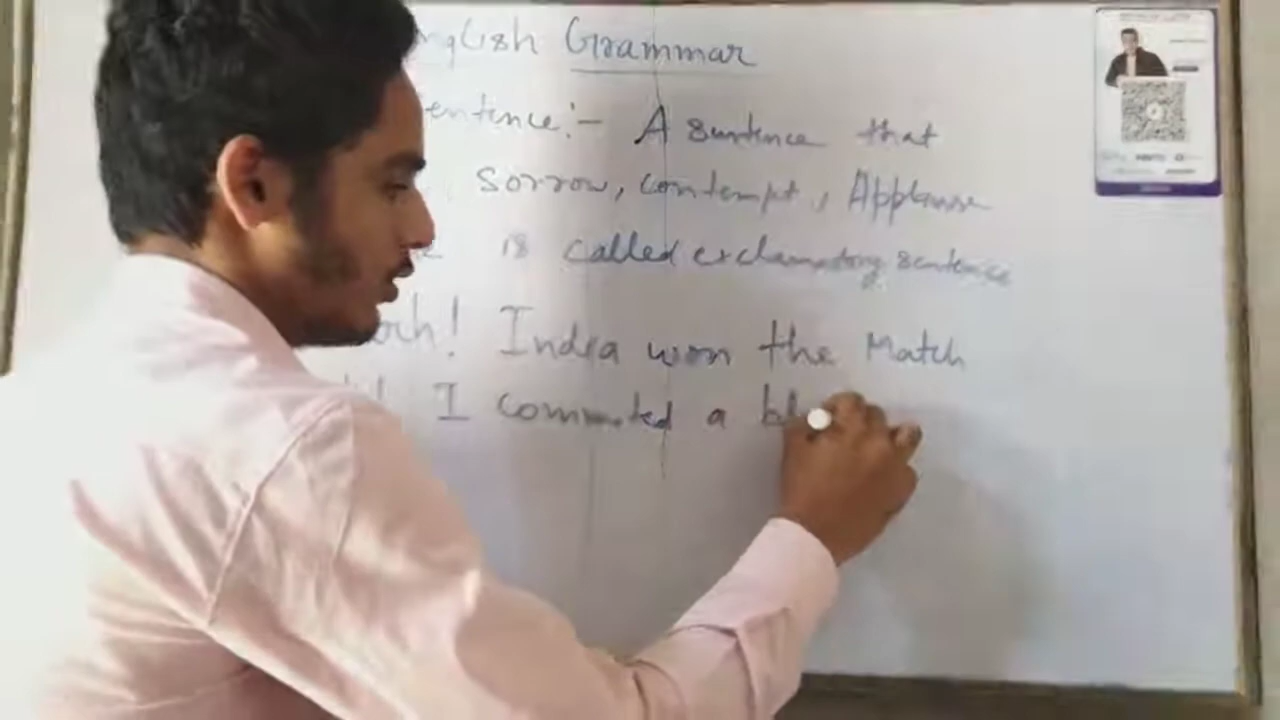 nglish Grammar
entence:- A sentence that
sorrow, contempt, Applause
is called exclamatory sentence
och! India won the Match
I commited a bl